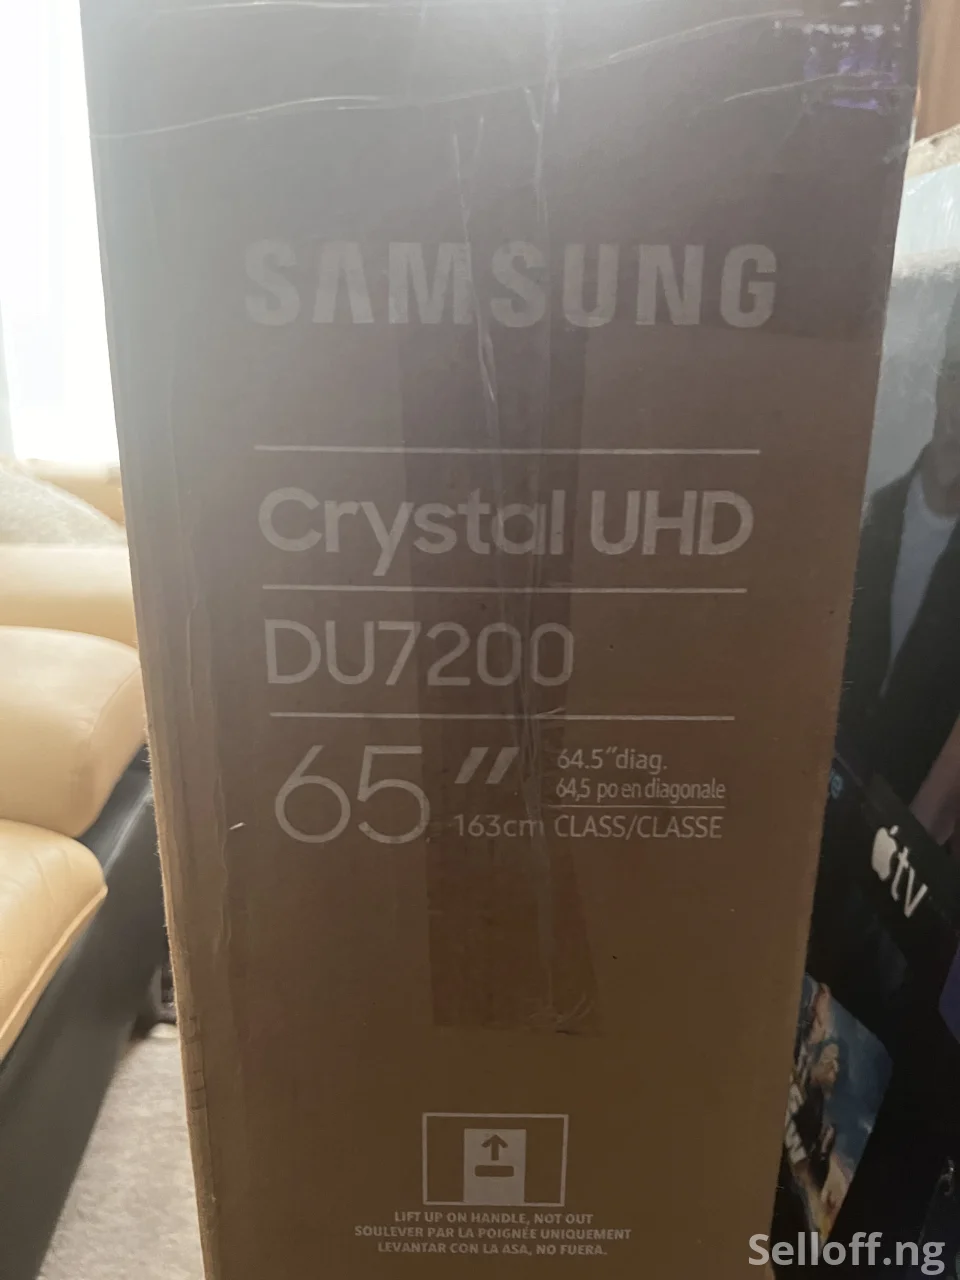 SAMSUNG
Crystal UHD
DU7200
65" 64.5"diag.
64,5 po en diagonale
163cm CLASS/CLASSE
tv
LIFT UP ON HANDLE, NOT OUT
SOULEVER PAR LA POIGNÉE UNIQUEMENT
LEVANTAR CON LA ASA, NO FUERA.
Selloff.ng